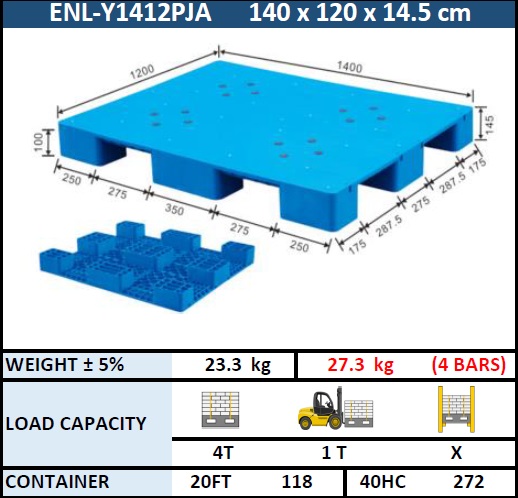 ENL-Y1412PJA 140 x 120 x 14.5 cm
1200 1400
100 145
250 275 350 275 250 175 287.5 275 287.5 175
WEIGHT ± 5% 23.3 kg 27.3 kg (4 BARS)
LOAD CAPACITY
4T 1 T X
CONTAINER 20FT 118 40HC 272